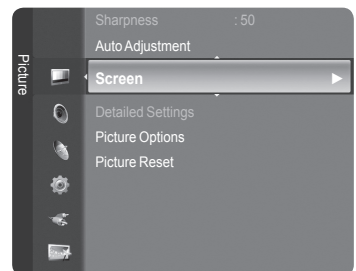 Picture
Sharpness : 50
Auto Adjustment
Screen
Detailed Settings
Picture Options
Picture Reset